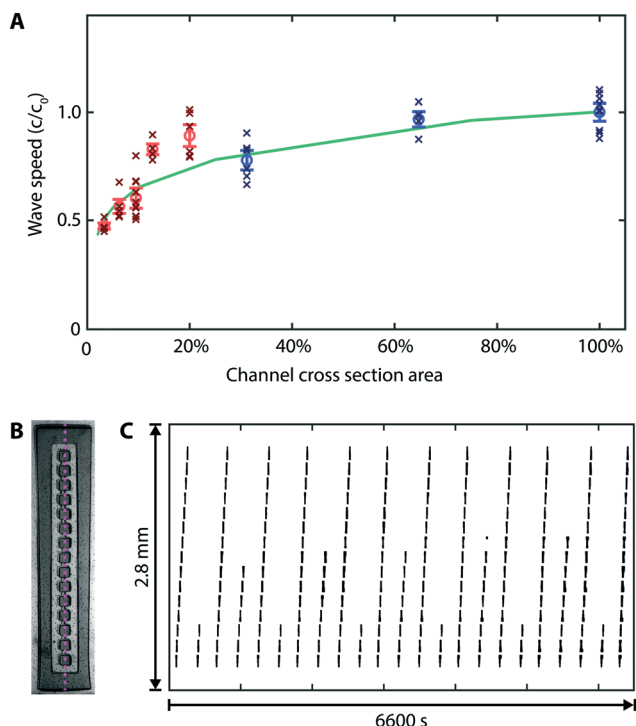 A
Wave speed (c/c₀)
1.0
0.5
0
0
20%
40%
60%
80%
100%
Channel cross section area
B
C
2.8 mm
6600 s